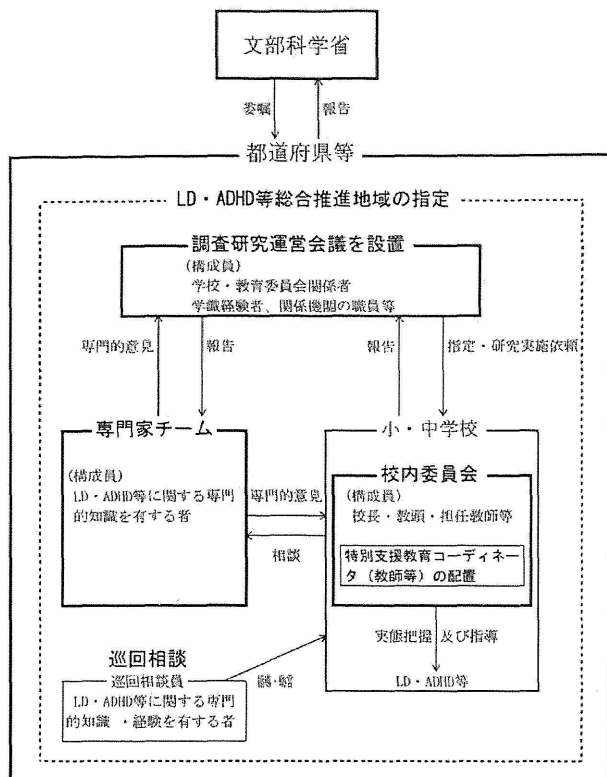 文部科学省
委嘱
報告
都道府県等
LD・ADHD等総合推進地域の指定
調査研究運営会議を設置
(構成員)
学校・教育委員会関係者
学識経験者、関係機関の職員等
専門的意見
報告
報告
指定・研究実施依頼
専門家チーム
(構成員)
LD・ADHD等に関する専門
的知識を有する者
専門的意見
相談
小・中学校
校内委員会
(構成員)
校長・教頭・担任教師等
特別支援教育コーディネー
タ(教師等)の配置
実態把握 及び指導
LD・ADHD等
巡回相談
巡回相談員
LD・ADHD等に関する専門
的知識 ・経験を有する者